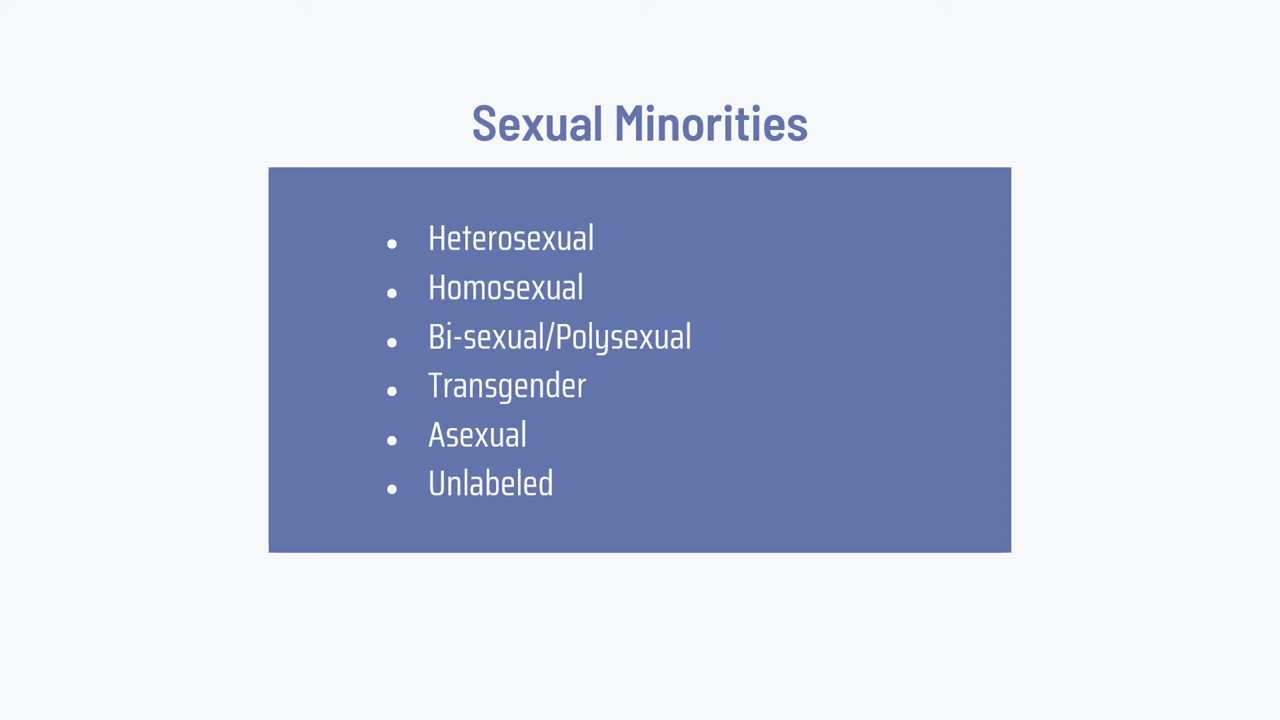 Sexual Minorities
• Heterosexual
• Homosexual
• Bi-sexual/Polysexual
• Transgender
• Asexual
• Unlabeled